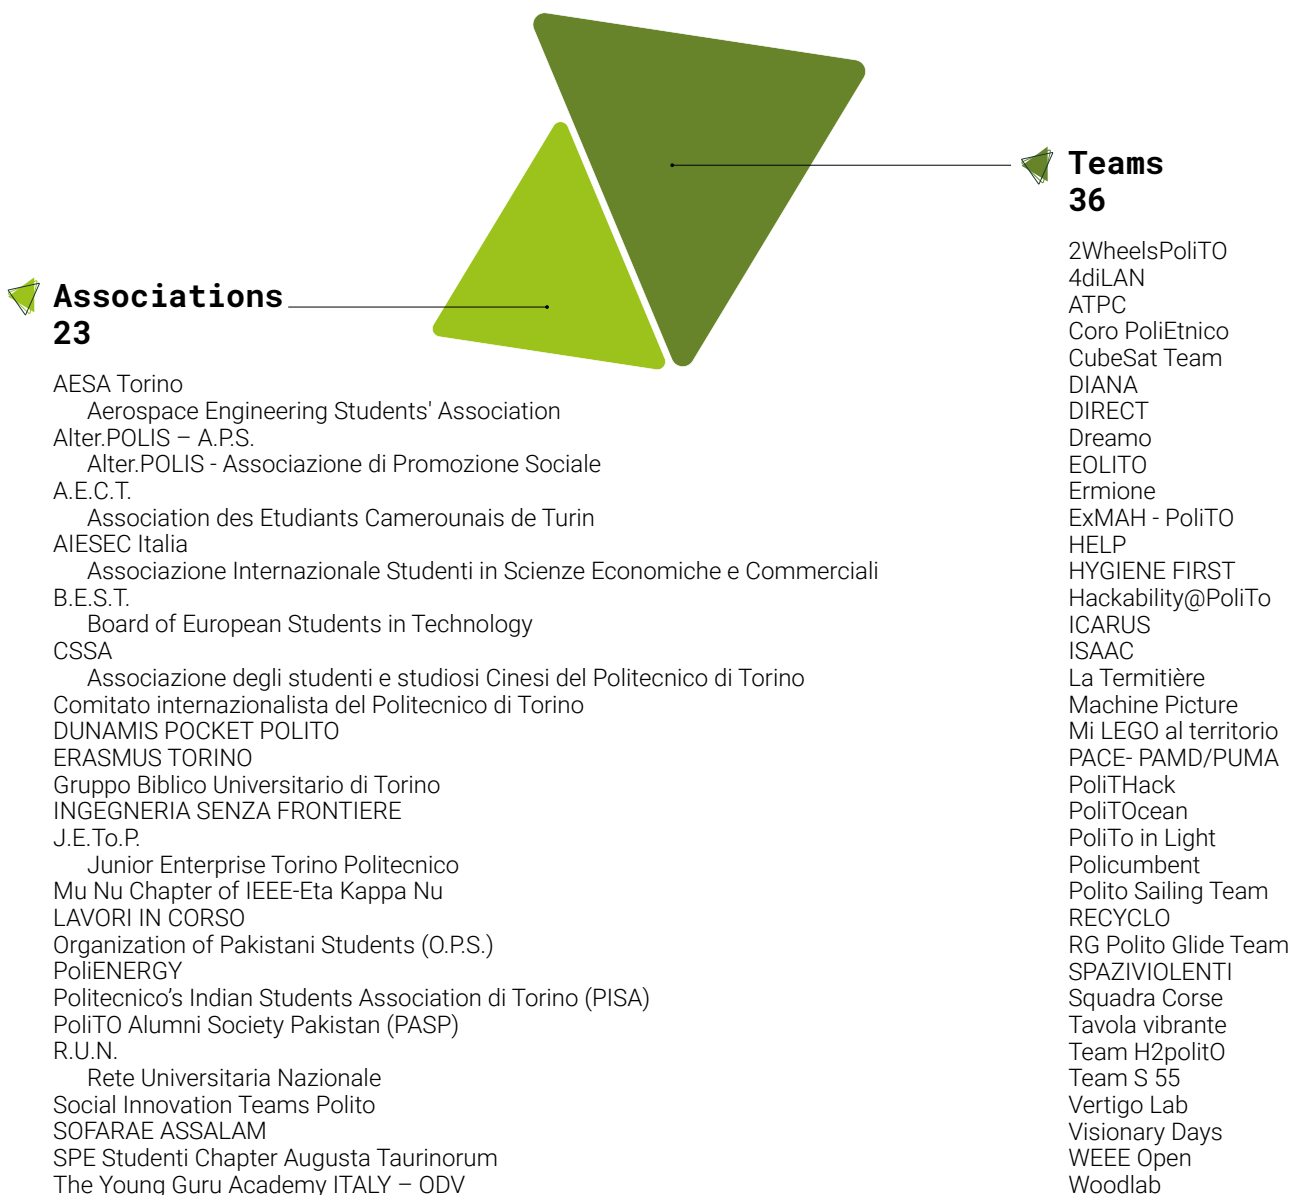 Associations
23
AESA Torino
Aerospace Engineering Students' Association
Alter.POLIS – A.P.S.
Alter.POLIS - Associazione di Promozione Sociale
A.E.C.T.
Association des Etudiants Camerounais de Turin
AIESEC Italia
Associazione Internazionale Studenti in Scienze Economiche e Commerciali
B.E.S.T.
Board of European Students in Technology
CSSA
Associazione degli studenti e studiosi Cinesi del Politecnico di Torino
Comitato internazionalista del Politecnico di Torino
DUNAMIS POCKET POLITO
ERASMUS TORINO
Gruppo Biblico Universitario di Torino
INGEGNERIA SENZA FRONTIERE
J.E.To.P.
Junior Enterprise Torino Politecnico
Mu Nu Chapter of IEEE-Eta Kappa Nu
LAVORI IN CORSO
Organization of Pakistani Students (O.P.S.)
PoliENERGY
Politecnico’s Indian Students Association di Torino (PISA)
PoliTO Alumni Society Pakistan (PASP)
R.U.N.
Rete Universitaria Nazionale
Social Innovation Teams Polito
SOFARAE ASSALAM
SPE Studenti Chapter Augusta Taurinorum
The Young Guru Academy ITALY – ODV
Teams
36
2WheelsPoliTO
4diLAN
ATPC
Coro PoliEtnico
CubeSat Team
DIANA
DIRECT
Dreamo
EOLITO
Ermione
ExMAH - PoliTO
HELP
HYGIENE FIRST
Hackability@PoliTo
ICARUS
ISAAC
La Termitière
Machine Picture
Mi LEGO al territorio
PACE- PAMD/PUMA
PoliTHack
PoliTOcean
PoliTo in Light
Policumbent
Polito Sailing Team
RECYCLO
RG Polito Glide Team
SPAZIVIOLENTI
Squadra Corse
Tavola vibrante
Team H2politO
Team S 55
Vertigo Lab
Visionary Days
WEEE Open
Woodlab